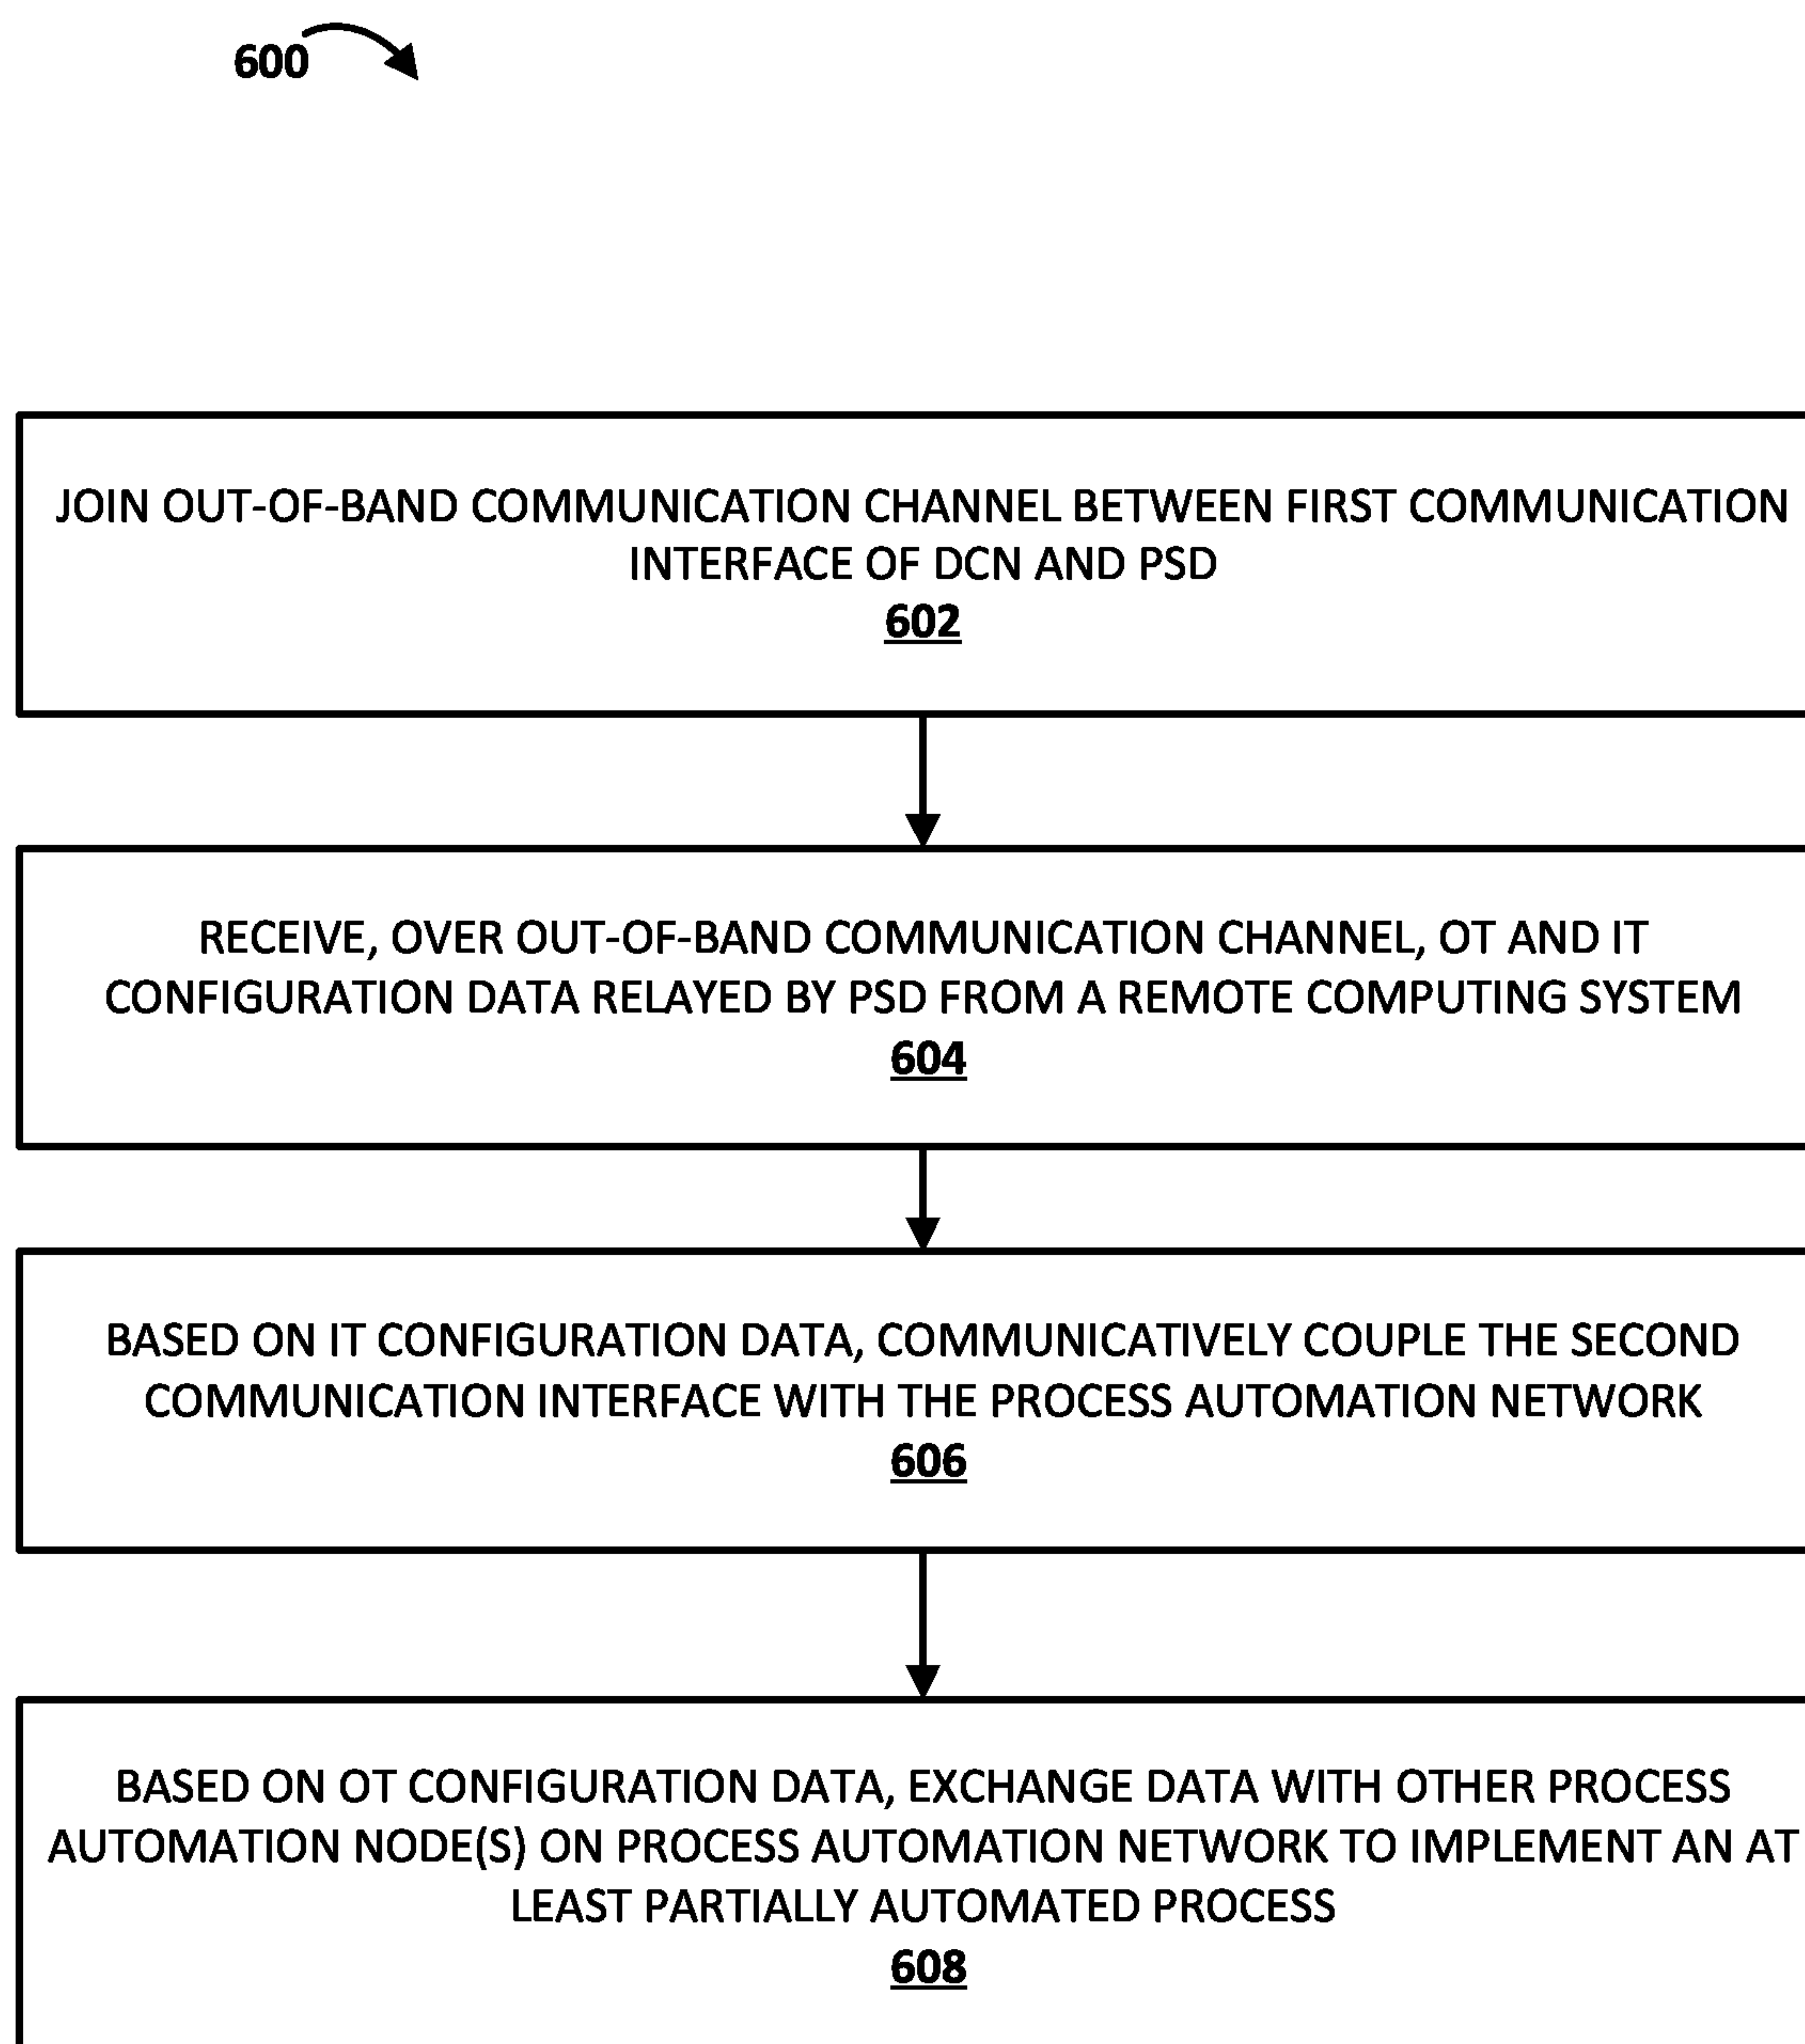 600
JOIN OUT-OF-BAND COMMUNICATION CHANNEL BETWEEN FIRST COMMUNICATION
INTERFACE OF DCN AND PSD
602
RECEIVE, OVER OUT-OF-BAND COMMUNICATION CHANNEL, OT AND IT
CONFIGURATION DATA RELAYED BY PSD FROM A REMOTE COMPUTING SYSTEM
604
BASED ON IT CONFIGURATION DATA, COMMUNICATIVELY COUPLE THE SECOND
COMMUNICATION INTERFACE WITH THE PROCESS AUTOMATION NETWORK
606
BASED ON OT CONFIGURATION DATA, EXCHANGE DATA WITH OTHER PROCESS
AUTOMATION NODE(S) ON PROCESS AUTOMATION NETWORK TO IMPLEMENT AN AT
LEAST PARTIALLY AUTOMATED PROCESS
608